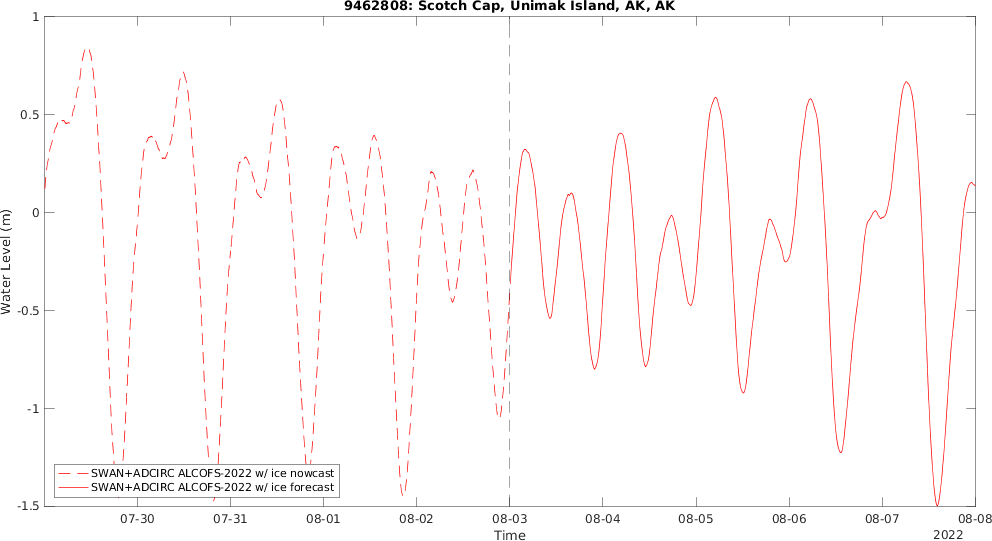 9462808: Scotch Cap, Unimak Island, AK, AK
1
0.5
0
-0.5
-1
-1.5
Water Level (m)
SWAN+ADCIRC ALCOFS-2022 w/ ice nowcast
SWAN+ADCIRC ALCOFS-2022 w/ ice forecast
07-30 07-31 08-01 08-02 08-03 08-04 08-05 08-06 08-07 08-08
Time
2022